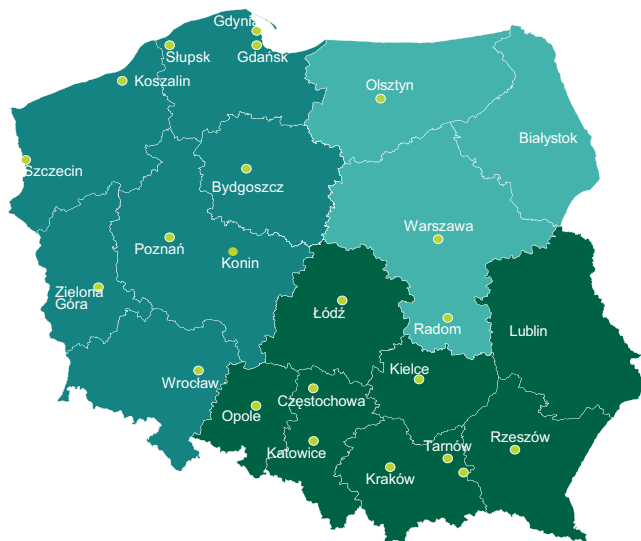 Gdynia
Słupsk
Gdańsk
Koszalin
Olsztyn
Białystok
Szczecin
Bydgoszcz
Warszawa
Poznań
Konin
Zielona
Góra
Łódź
Radom
Lublin
Wrocław
Kielce
Częstochowa
Opole
Katowice
Tarnów
Rzeszów
Kraków